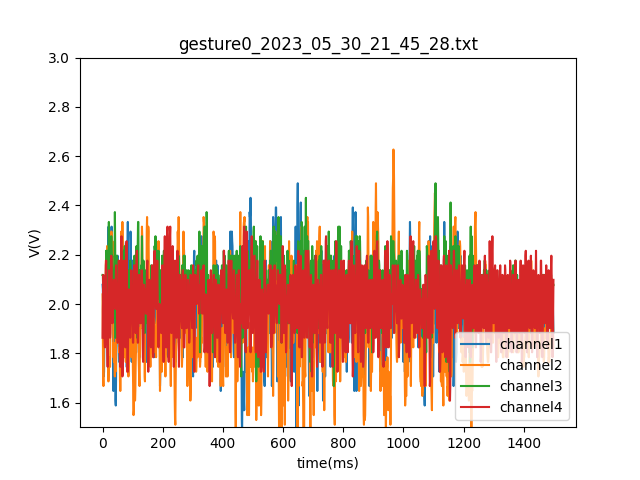 gesture0_2023_05_30_21_45_28.txt
3.0
2.8
2.6
2.4
2.2
2.0
1.8
1.6
V(V)
channel1
channel2
channel3
channel4
0 200 400 600 800 1000 1200 1400
time(ms)